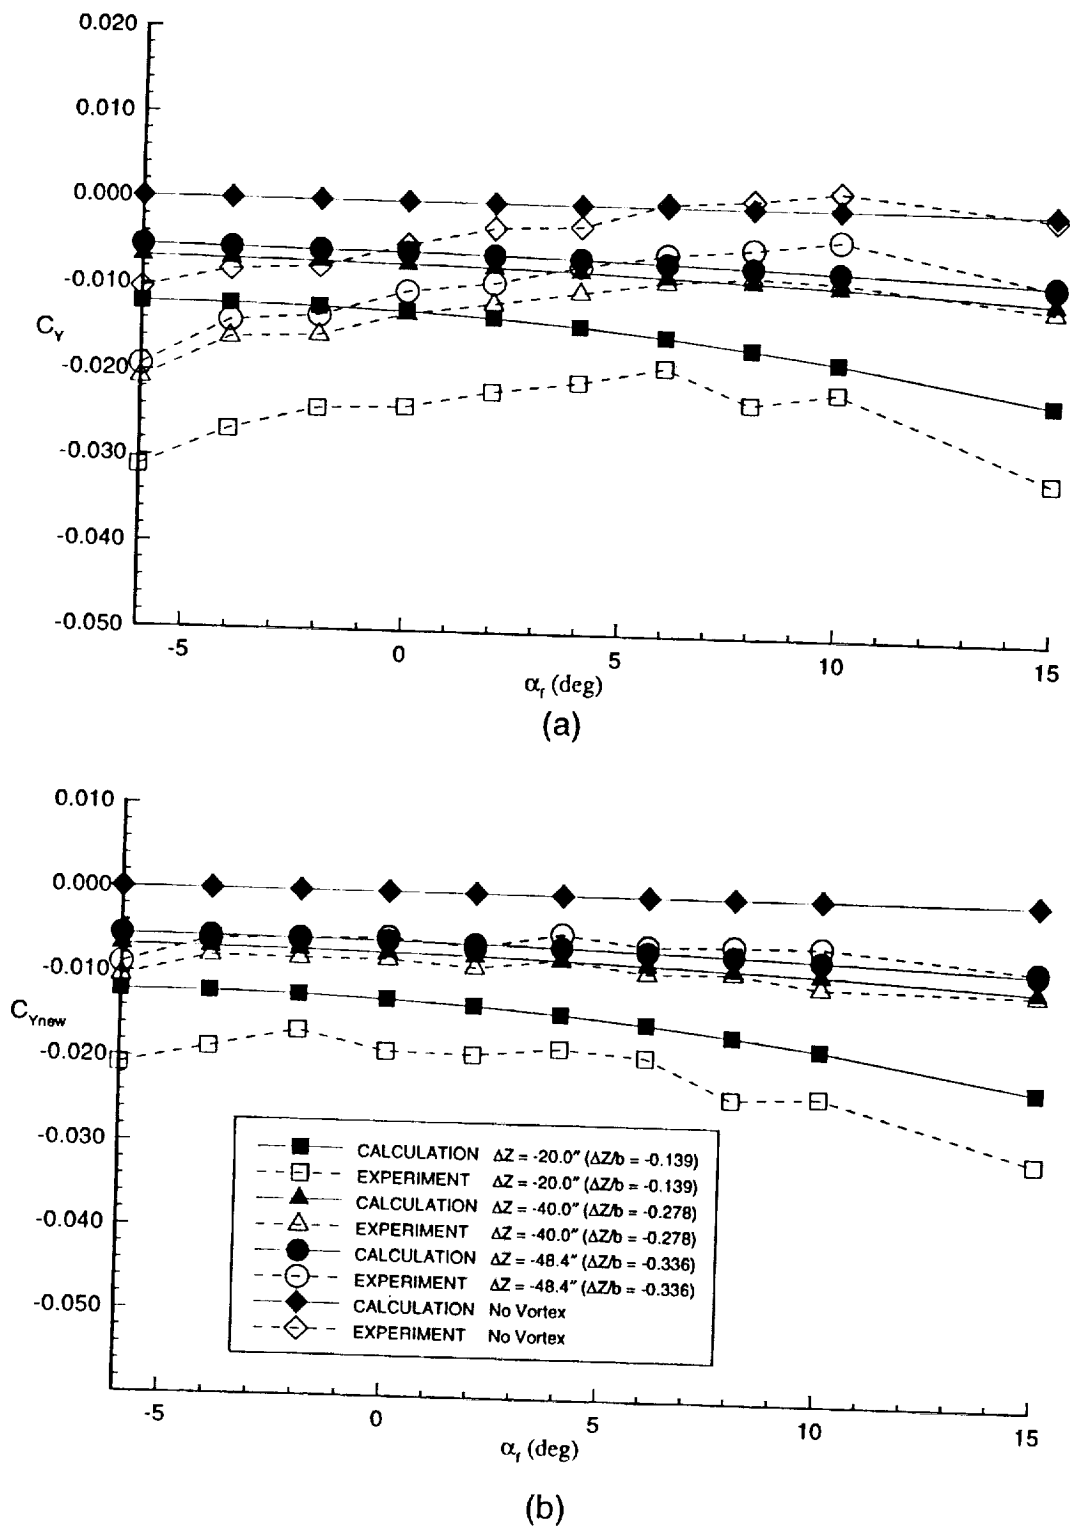 0.020
0.010
0.000
-0.010
C_Y
-0.020
-0.030
-0.040
-0.050
-5 0 5 10 15
α_f (deg)
(a)
0.010
0.000
-0.010
C_Ynew
-0.020
-0.030
-0.040
-0.050
CALCULATION ΔZ = -20.0″ (ΔZ/b = -0.139)
EXPERIMENT ΔZ = -20.0″ (ΔZ/b = -0.139)
CALCULATION ΔZ = -40.0″ (ΔZ/b = -0.278)
EXPERIMENT ΔZ = -40.0″ (ΔZ/b = -0.278)
CALCULATION ΔZ = -48.4″ (ΔZ/b = -0.336)
EXPERIMENT ΔZ = -48.4″ (ΔZ/b = -0.336)
CALCULATION No Vortex
EXPERIMENT No Vortex
-5 0 5 10 15
α_f (deg)
(b)